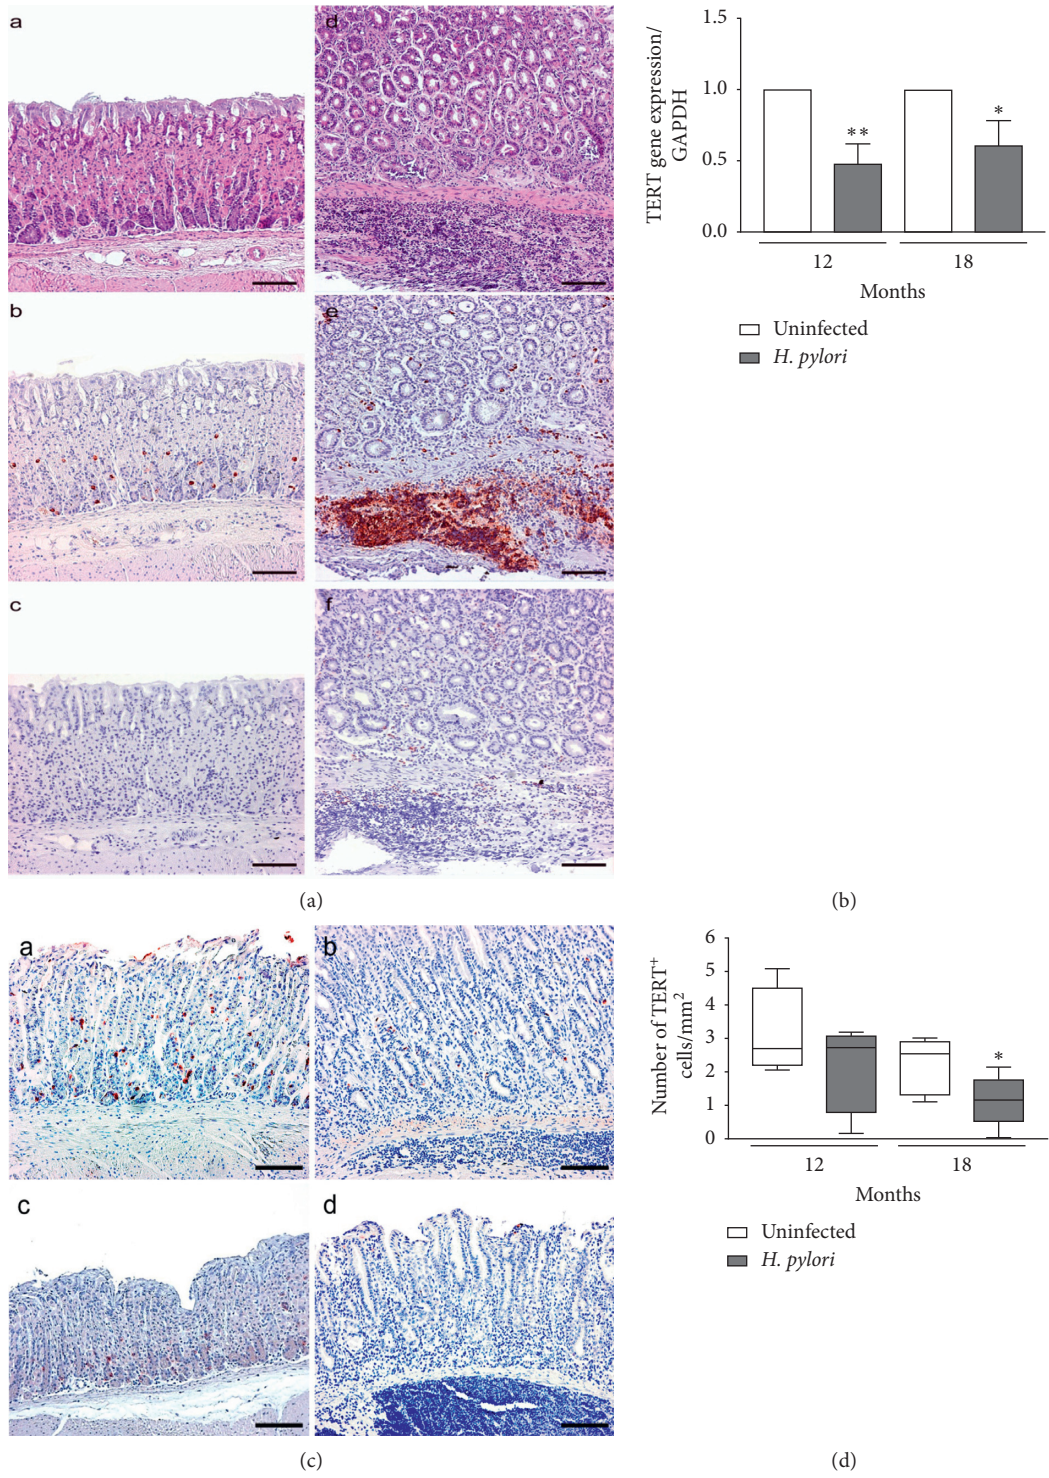 a
d
b
e
c
f
(a)
1.5
1.0
0.5
0.0
TERT gene expression/
GAPDH
**
*
12
18
Months
Uninfected
H. pylori
(b)
a
b
c
d
(c)
6
5
4
3
2
1
0
Number of TERT+
cells/mm2
*
12
18
Months
Uninfected
H. pylori
(d)